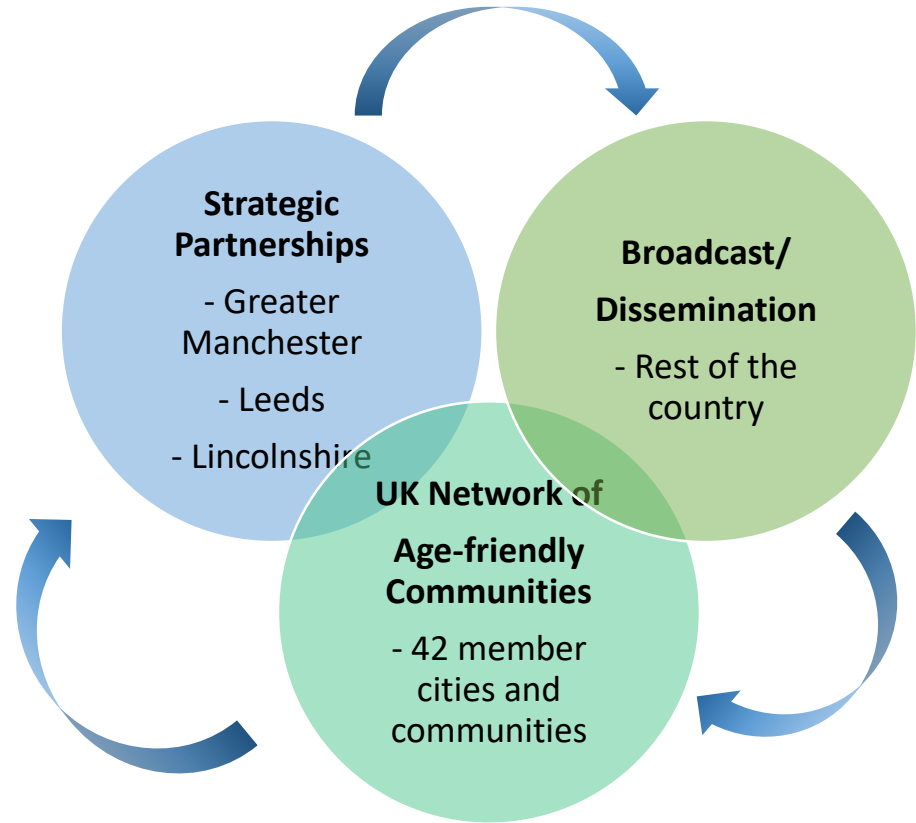 Strategic
Partnerships
- Greater
Manchester
- Leeds
- Lincolnshire
Broadcast/
Dissemination
- Rest of the
country
UK Network of
Age-friendly
Communities
- 42 member
cities and
communities